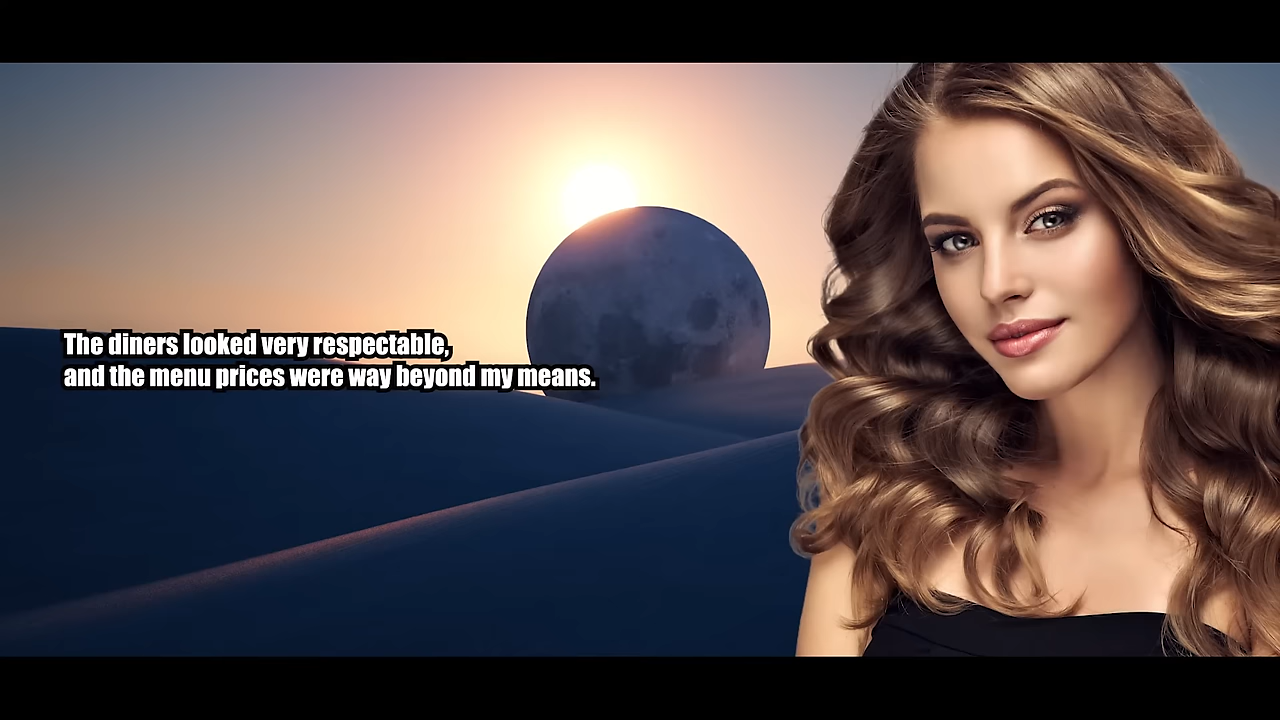 The diners looked very respectable,
and the menu prices were way beyond my means.